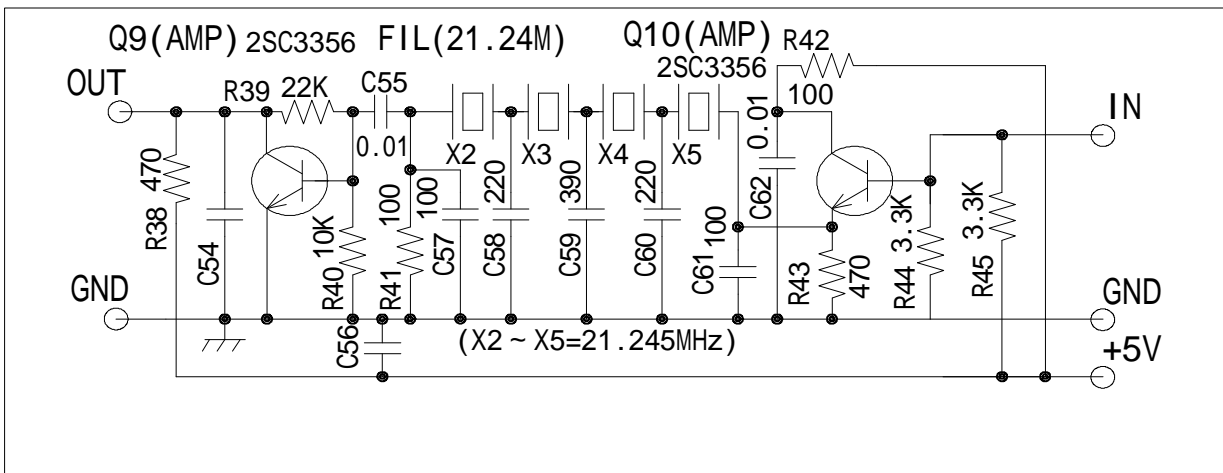 Q9(AMP) 2SC3356 FIL(21.24M) Q10(AMP) R42
2SC3356
OUT R39 22K C55 100 IN
0.01 X2 X3 X4 X5 0.01
470 R38 C54 10K R40 100 R41 100 C57 220 C58 390 C59 220 C60 100 C61 C62 R43 470 3.3K R44 3.3K R45
GND GND
C56 (X2~X5=21.245MHz) +5V